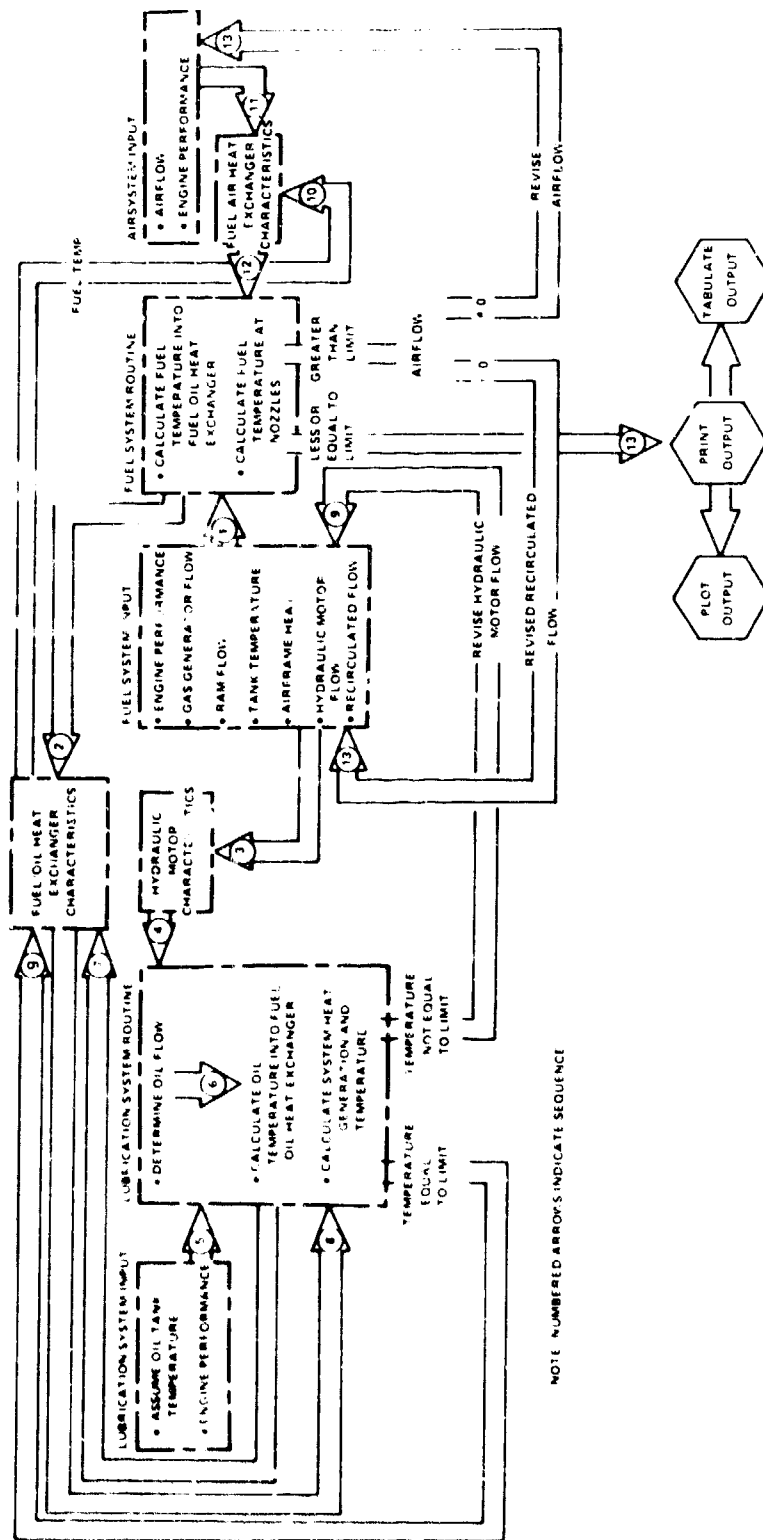 AIRSYSTEM INPUT
• AIRFLOW
• ENGINE PERFORMANCE
13
11
FUEL AIR HEAT
EXCHANGER
CHARACTERISTICS
10
12
FUEL TEMP
REVISE
AIRFLOW
FUEL SYSTEM ROUTINE
• CALCULATE FUEL
TEMPERATURE INTO
FUEL OIL HEAT
EXCHANGER
• CALCULATE FUEL
TEMPERATURE AT
NOZZLES
LESS OR
EQUAL TO
LIMIT
GREATER
THAN
LIMIT
AIRFLOW
0
0
13
FUEL SYSTEM INPUT
• ENGINE PERFORMANCE
• GAS GENERATOR FLOW
• RAM FLOW
• TANK TEMPERATURE
• AIRFRAME HEAT
• HYDRAULIC MOTOR
FLOW
• RECIRCULATED FLOW
1
9
13
REVISE HYDRAULIC
MOTOR FLOW
REVISED RECIRCULATED
FLOW
FUEL OIL HEAT
EXCHANGER
CHARACTERISTICS
2
9
7
HYDRAULIC
MOTOR
3
4
LUBRICATION SYSTEM ROUTINE
• DETERMINE OIL FLOW
6
• CALCULATE OIL
TEMPERATURE INTO FUEL
OIL HEAT EXCHANGER
• CALCULATE SYSTEM HEAT
GENERATION AND
TEMPERATURE
TEMPERATURE
EQUAL
TO LIMIT
TEMPERATURE
NOT EQUAL
TO LIMIT
LUBRICATION SYSTEM INPUT
• ASSUME OIL TANK
TEMPERATURE
• ENGINE PERFORMANCE
5
8
NOTE NUMBERED ARROWS INDICATE SEQUENCE
PLOT
OUTPUT
PRINT
OUTPUT
TABULATE
OUTPUT